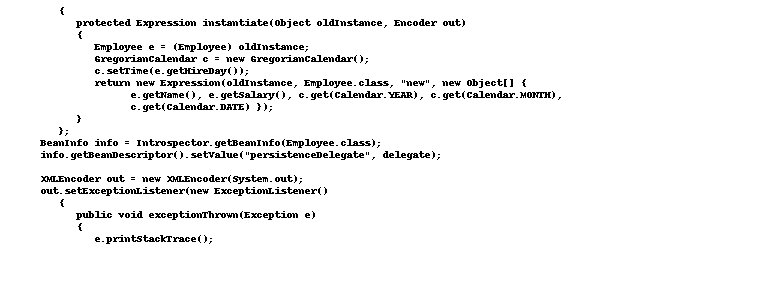 {
protected Expression instantiate(Object oldInstance, Encoder out)
{
Employee e = (Employee) oldInstance;
GregorianCalendar c = new GregorianCalendar();
c.setTime(e.getHireDay());
return new Expression(oldInstance, Employee.class, "new", new Object[] {
e.getName(), e.getSalary(), c.get(Calendar.YEAR), c.get(Calendar.MONTH),
c.get(Calendar.DATE) });
}
};
BeanInfo info = Introspector.getBeanInfo(Employee.class);
info.getBeanDescriptor().setValue("persistenceDelegate", delegate);
XMLEncoder out = new XMLEncoder(System.out);
out.setExceptionListener(new ExceptionListener()
{
public void exceptionThrown(Exception e)
{
e.printStackTrace();